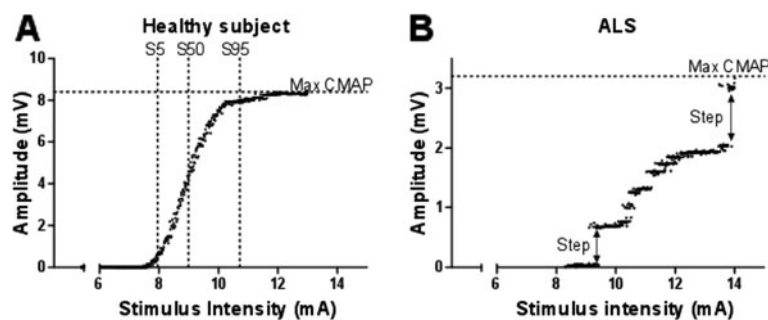 A
Healthy subject
S5
S50
S95
Max CMAP
Amplitude (mV)
10
8
6
4
2
0
6
8
10
12
14
Stimulus Intensity (mA)
B
ALS
Max CMAP
Step
Step
Amplitude (mV)
3
2
1
0
6
8
10
12
14
Stimulus intensity (mA)